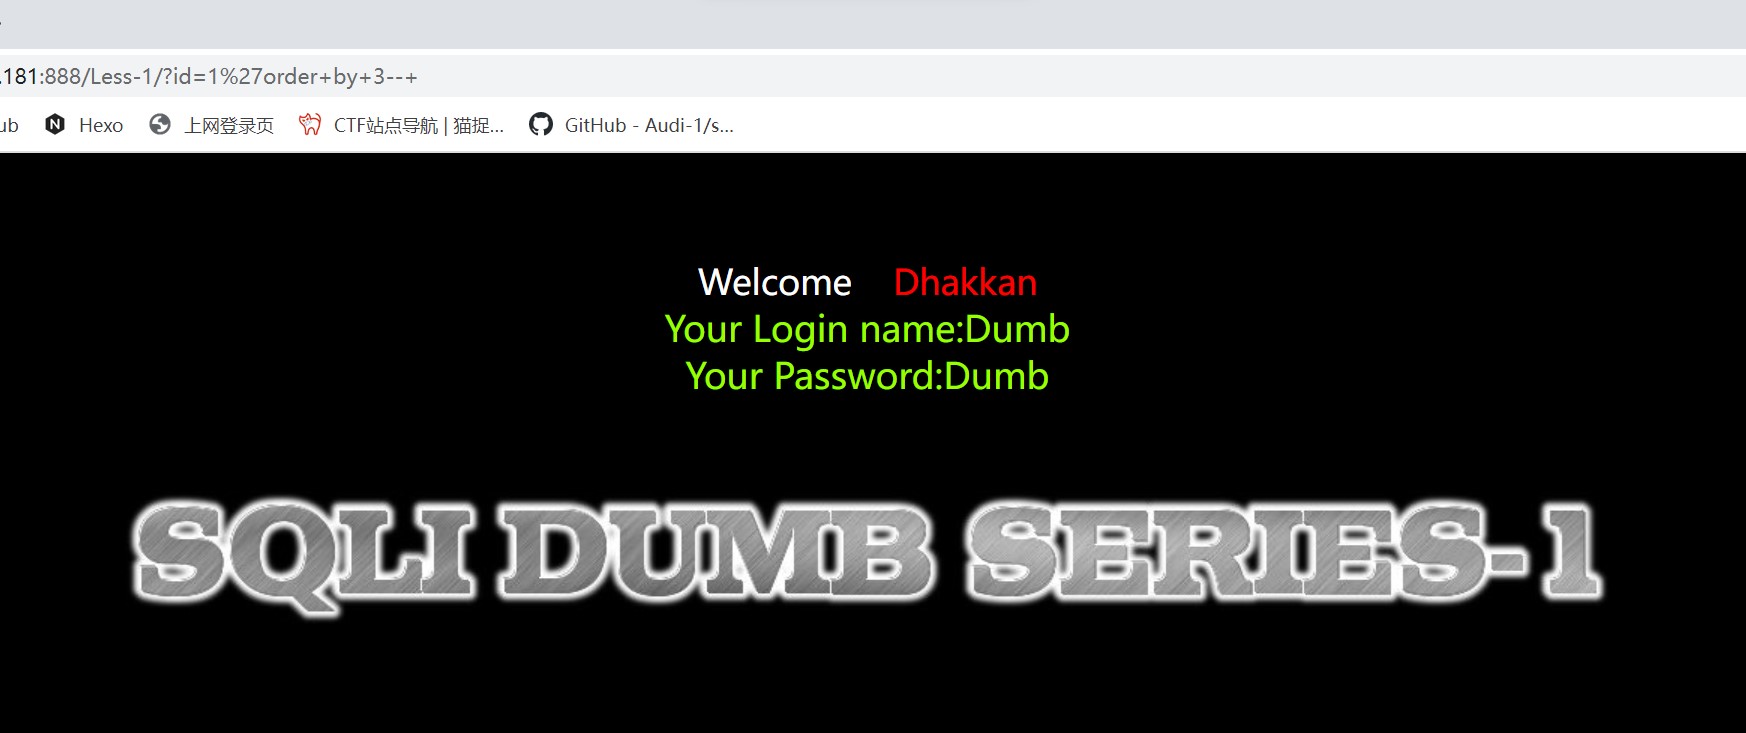 .181:888/Less-1/?id=1%27order+by+3--+
ub Hexo 上网登录页 CTF站点导航 | 猫捉... GitHub - Audi-1/s...
Welcome Dhakkan
Your Login name:Dumb
Your Password:Dumb
SQLI DUMB SERIES-1